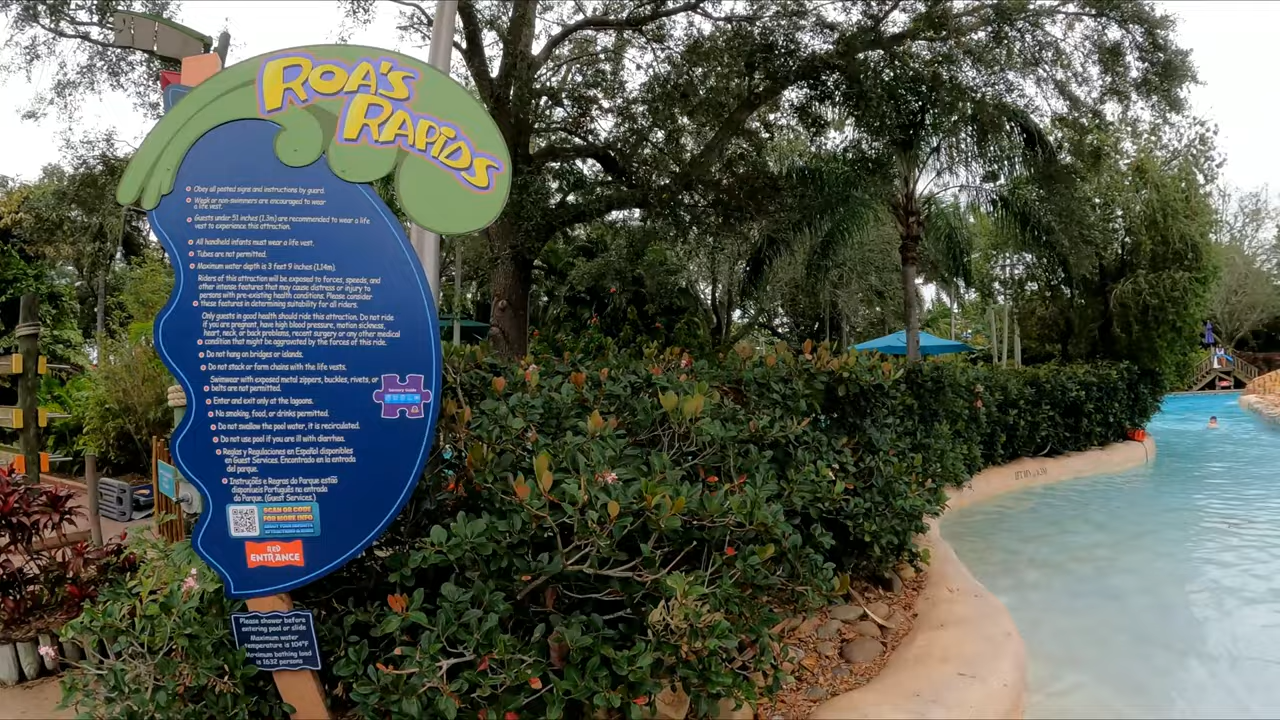 ROA'S
RAPIDS
Obey all posted signs and instructions by guard.
Weak or non-swimmers are encouraged to wear
a life vest.
Guests under 51 inches (1.3m) are recommended to wear a life
vest to experience this attraction.
All handheld infants must wear a life vest.
Tubes are not permitted.
Maximum water depth is 3 feet 9 inches (1.14m).
Riders of this attraction will be exposed to forces, speeds, and
other intense features that may cause distress or injury to
persons with pre-existing health conditions. Please consider
these features in determining suitability for all riders.
Only guests in good health should ride this attraction. Do not ride
if you are pregnant, have high blood pressure, motion sickness,
heart, neck, or back problems, recent surgery or any other medical
condition that might be aggravated by the forces of this ride.
Do not hang on bridges or islands.
Do not stack or form chains with the life vests.
Swimwear with exposed metal zippers, buckles, rivets, or
belts are not permitted.
Enter and exit only at the lagoons.
No smoking, food, or drinks permitted.
Do not swallow the pool water, it is recirculated.
Do not use pool if you are ill with diarrhea.
Reglas y Regulaciones en Español disponibles
en Guest Services. Encontrado en la entrada
del parque.
Instruções e Regras do Parque estão
disponíveis Português na entrada
do Parque. (Guest Services.)
SCAN QR CODE
FOR MORE INFO
RED
ENTRANCE
Please shower before
entering pool or slide
Maximum water
temperature is 104°F
Maximum bathing load
is 1632 persons